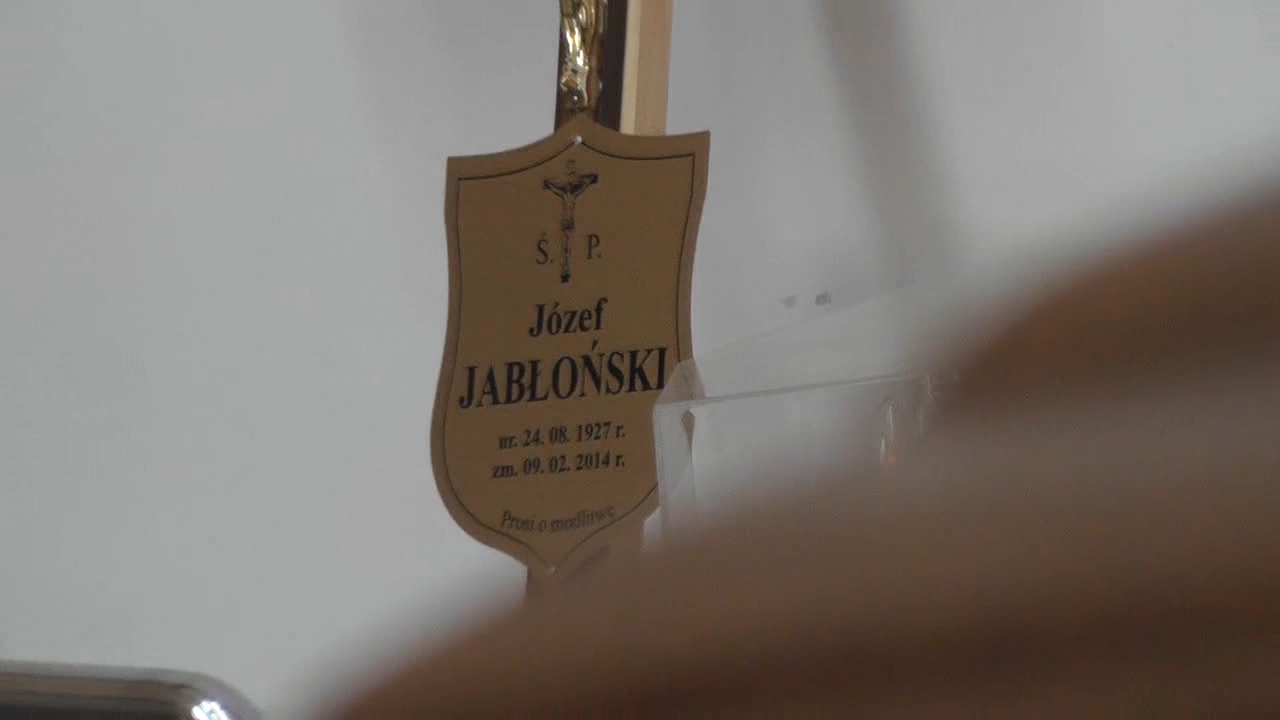 Ś. P.
Józef
JABŁOŃSKI
ur. 24. 08. 1927 r.
zm. 09. 02. 2014 r.
Prosi o modlitwę